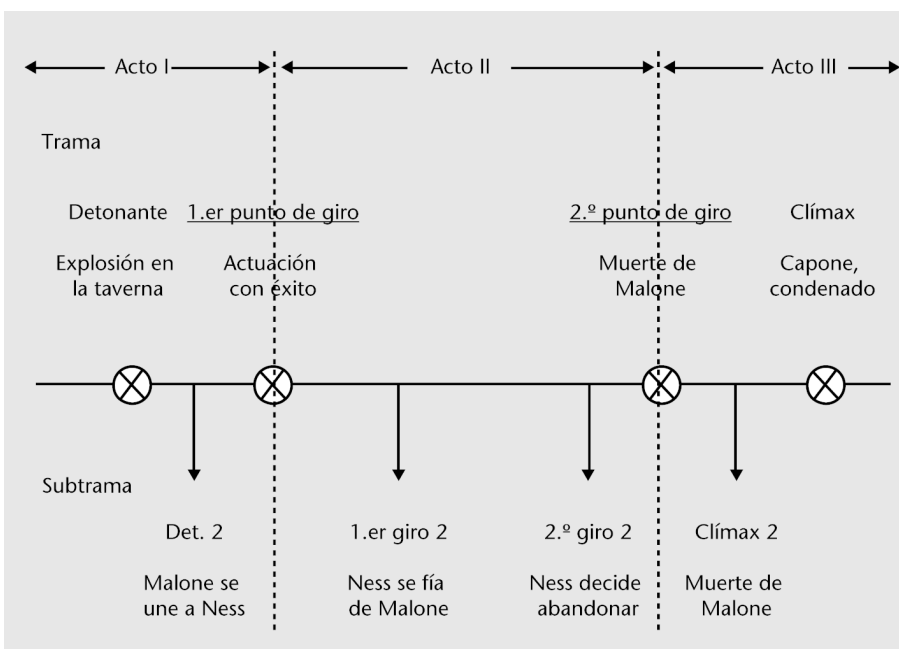 Acto I
Acto II
Acto III
Trama
Detonante
1.er punto de giro
2.º punto de giro
Clímax
Explosión en
la taverna
Actuación
con éxito
Muerte de
Malone
Capone,
condenado
Subtrama
Det. 2
1.er giro 2
2.º giro 2
Clímax 2
Malone se
une a Ness
Ness se fía
de Malone
Ness decide
abandonar
Muerte de
Malone